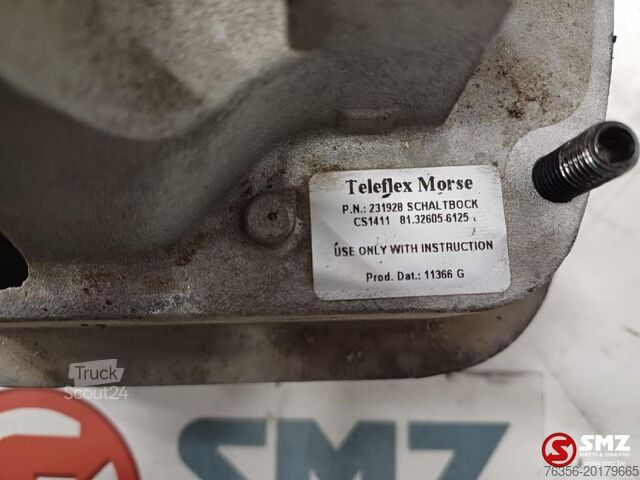 Teleflex Morse
P.N.: 231928 SCHALTBOCK
CS1411 81.32605.6125
USE ONLY WITH INSTRUCTION
Prod. Dat.: 11366 G
Truck
Scout24
SMZ
SMZ
76356-20179665